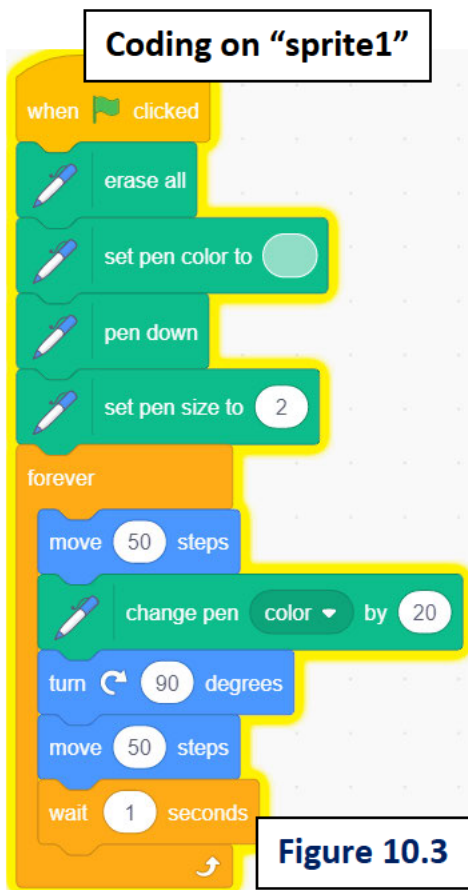 Coding on “sprite1”
when clicked
erase all
set pen color to
pen down
set pen size to 2
forever
move 50 steps
change pen color by 20
turn 90 degrees
move 50 steps
wait 1 seconds
Figure 10.3